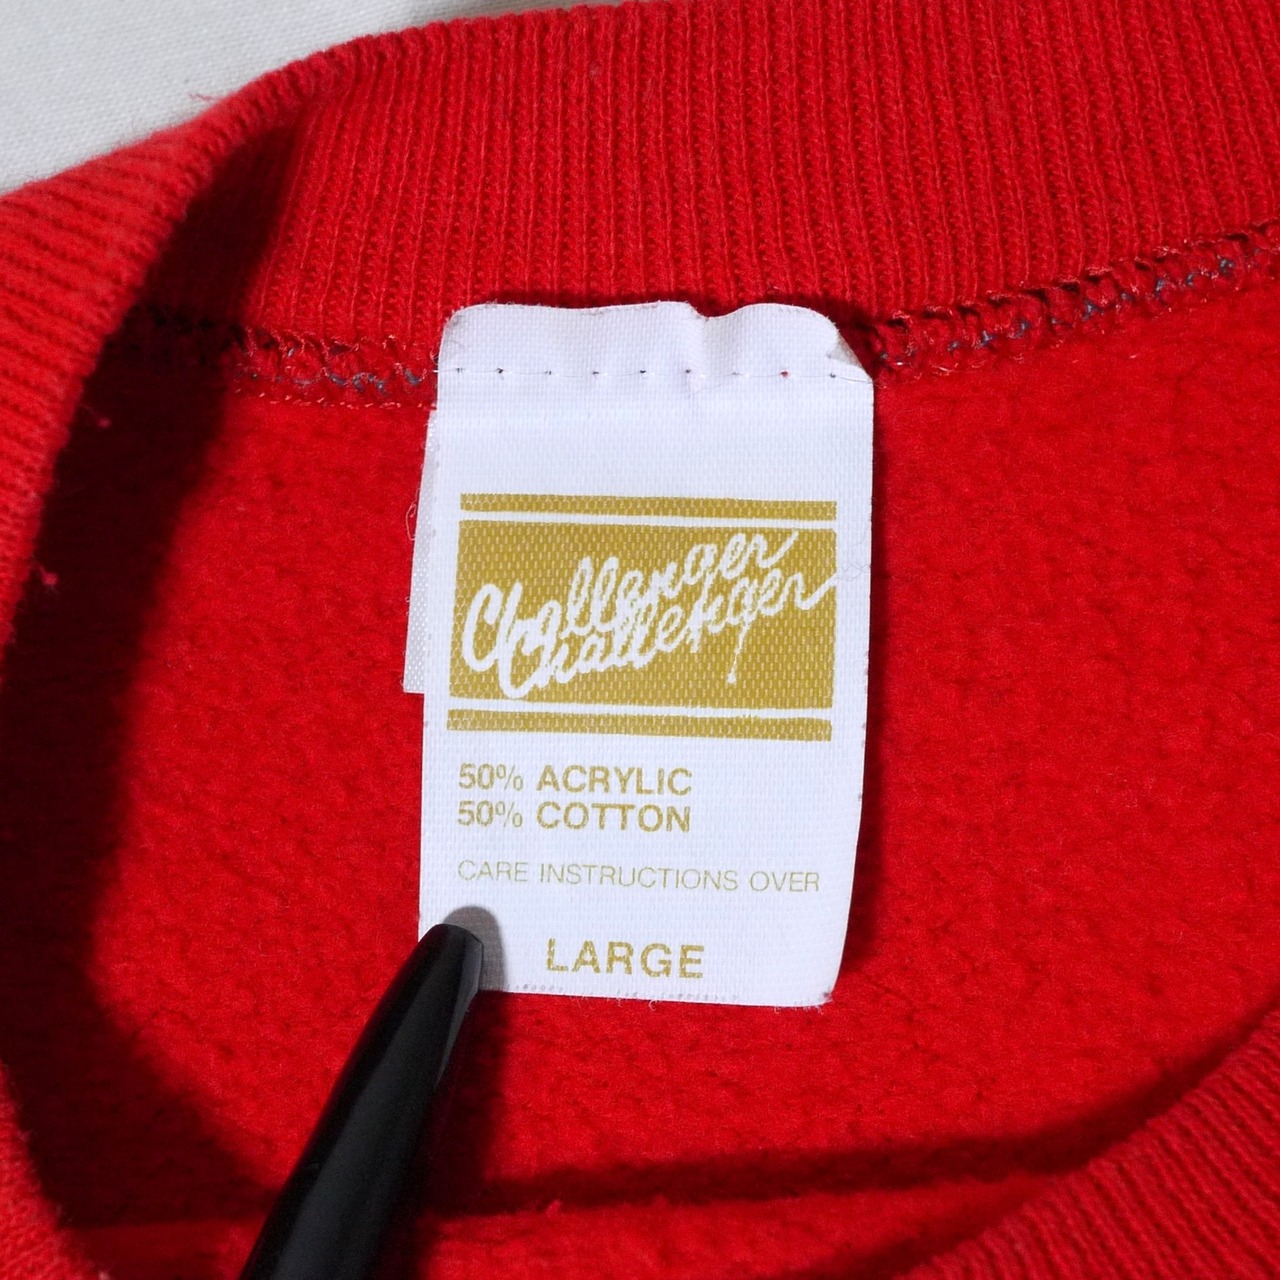 Challenger
Challenger
50% ACRYLIC
50% COTTON
CARE INSTRUCTIONS OVER
LARGE